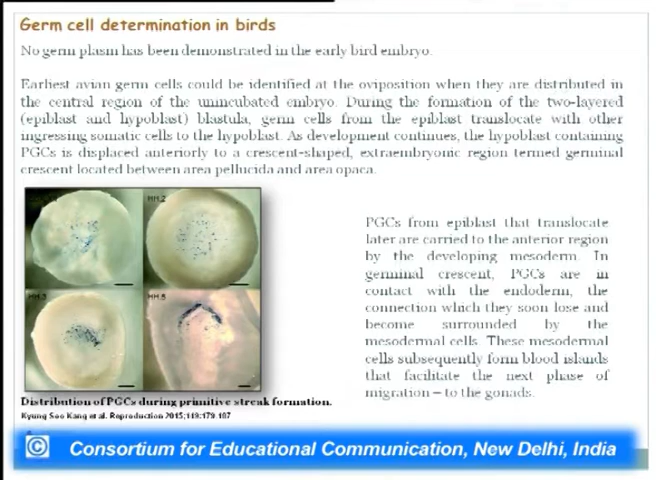 Germ cell determination in birds
No germ plasm has been demonstrated in the early bird embryo.
Earliest avian germ cells could be identified at the oviposition when they are distributed in
the central region of the unincubated embryo. During the formation of the two-layered
(epiblast and hypoblast) blastula, germ cells from the epiblast translocate with other
ingressing somatic cells to the hypoblast. As development continues, the hypoblast containing
PGCs is displaced anteriorly to a crescent-shaped, extraembryonic region termed germinal
crescent located between area pellucida and area opaca.
HH.2
HH.3
HH.5
PGCs from epiblast that translocate
later are carried to the anterior region
by the developing mesoderm. In
germinal crescent, PGCs are in
contact with the endoderm, the
connection which they soon lose and
become surrounded by the
mesodermal cells. These mesodermal
cells subsequently form blood islands
that facilitate the next phase of
migration – to the gonads.
Distribution of PGCs during primitive streak formation.
Kyung Soo Kang et al. Reproduction 2015;149:179-187
© Consortium for Educational Communication, New Delhi, India